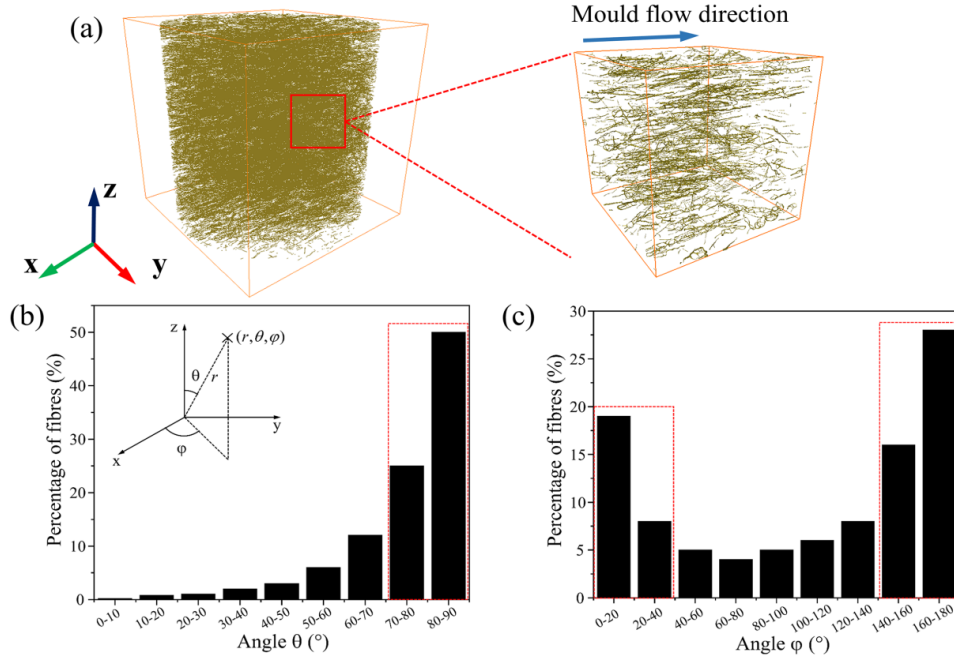 (a)
Mould flow direction
z
x
y
(b)
Percentage of fibres (%)
50
40
30
20
10
0
z
(r, θ, φ)
θ
r
y
x
φ
0-10
10-20
20-30
30-40
40-50
50-60
60-70
70-80
80-90
Angle θ (°)
(c)
Percentage of fibres (%)
30
25
20
15
10
5
0
0-20
20-40
40-60
60-80
80-100
100-120
120-140
140-160
160-180
Angle φ (°)